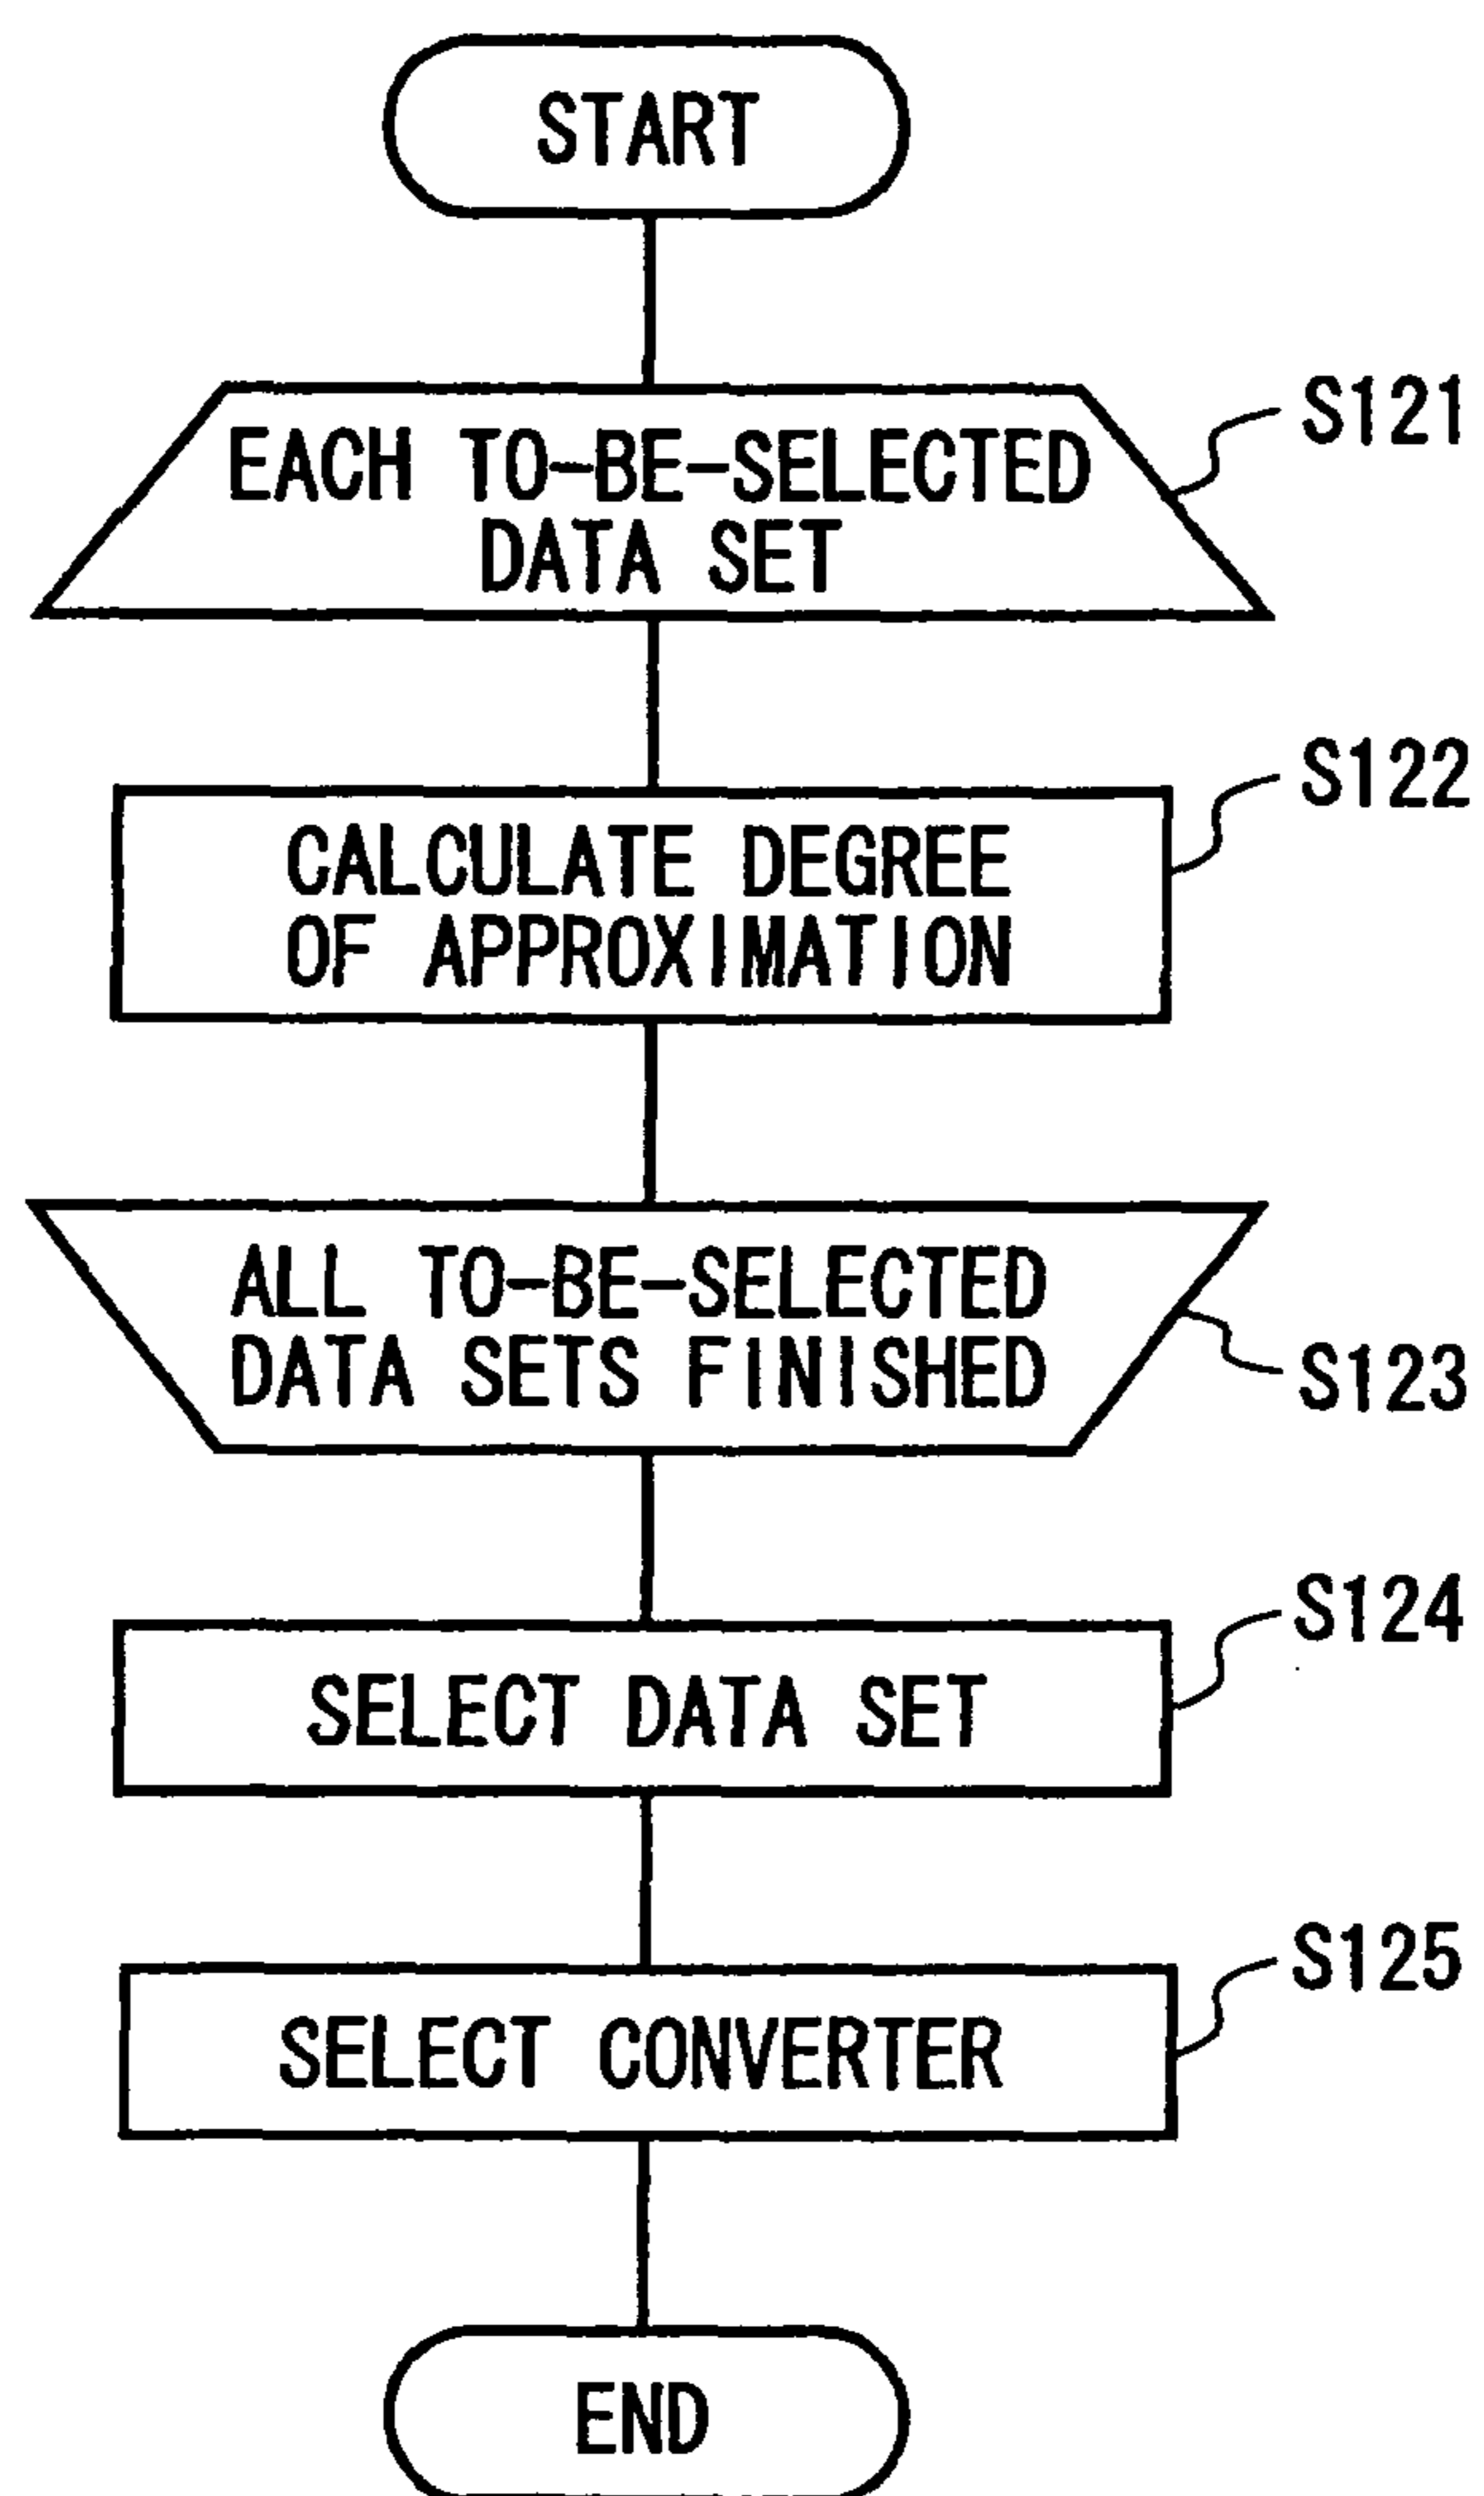 START
EACH TO-BE-SELECTED
DATA SET
S121
CALCULATE DEGREE
OF APPROXIMATION
S122
ALL TO-BE-SELECTED
DATA SETS FINISHED
S123
SELECT DATA SET
S124
SELECT CONVERTER
S125
END